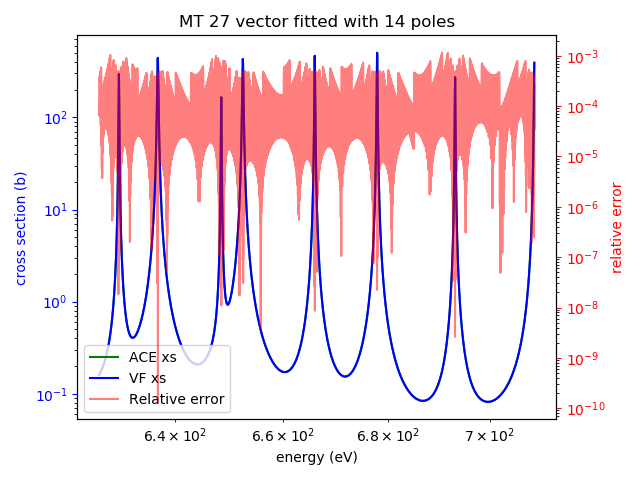 MT 27 vector fitted with 14 poles
10²
10¹
10⁰
10⁻¹
cross section (b)
10⁻³
10⁻⁴
10⁻⁵
10⁻⁶
10⁻⁷
10⁻⁸
10⁻⁹
10⁻¹⁰
relative error
ACE xs
VF xs
Relative error
6.4 × 10² 6.6 × 10² 6.8 × 10² 7 × 10²
energy (eV)